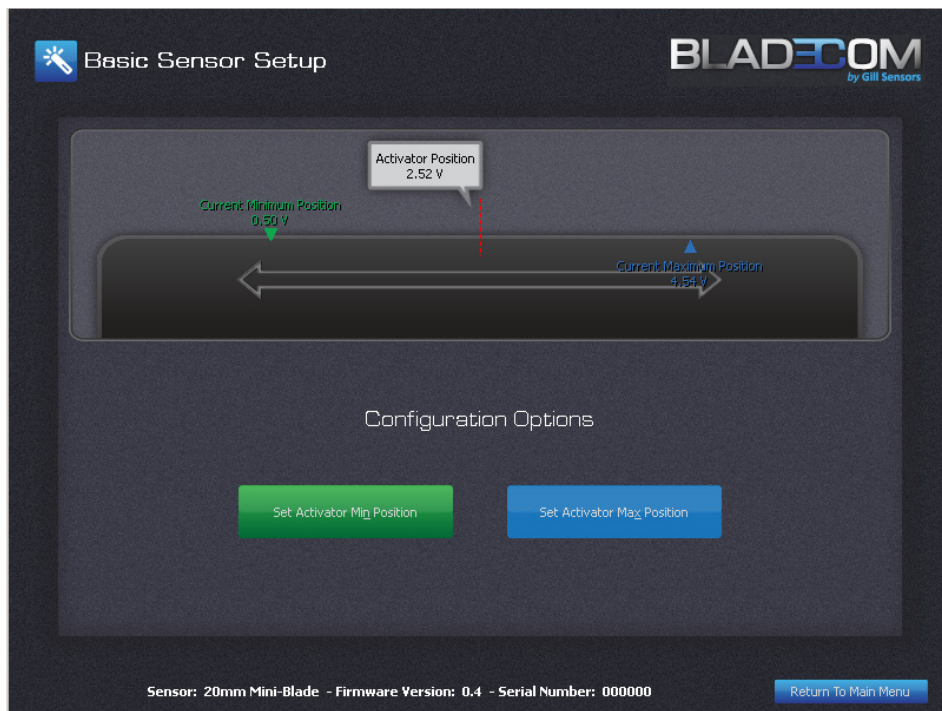 Basic Sensor Setup
BLADECOM
by Gill Sensors
Activator Position
2.52 V
Current Minimum Position
0.50 V
Current Maximum Position
4.54 V
Configuration Options
Set Activator Min Position
Set Activator Max Position
Sensor: 20mm Mini-Blade - Firmware Version: 0.4 - Serial Number: 000000
Return To Main Menu